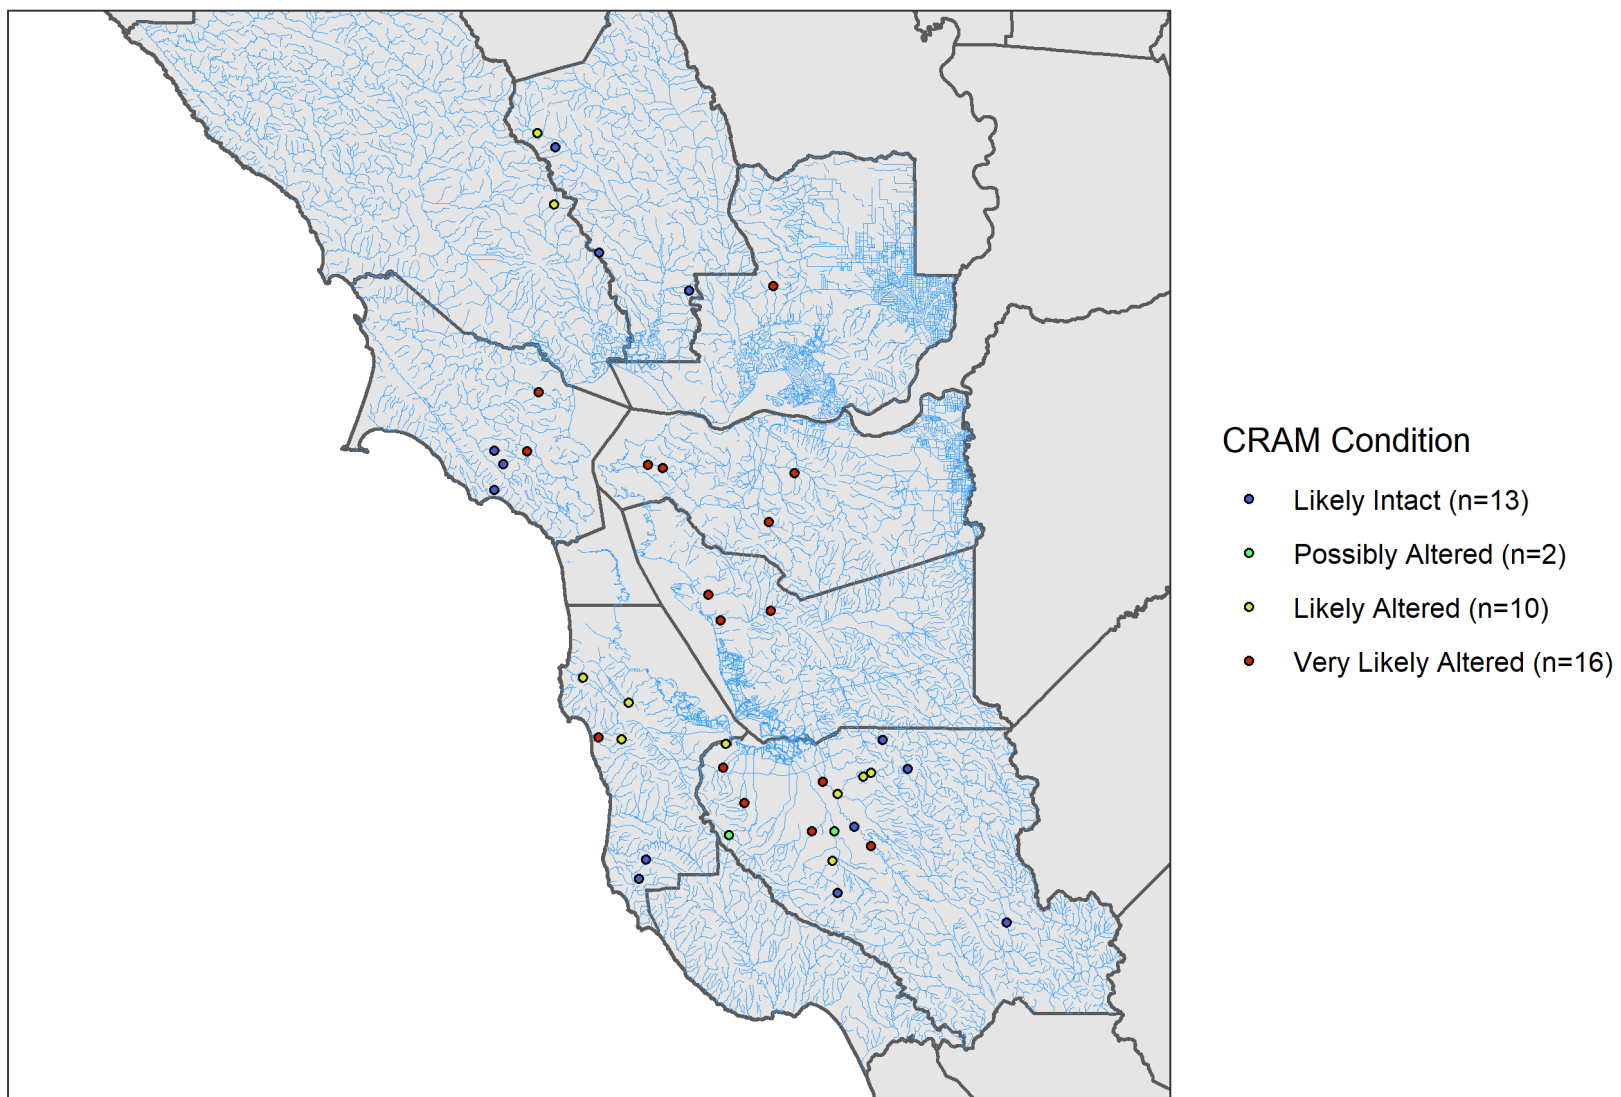 CRAM Condition
Likely Intact (n=13)
Possibly Altered (n=2)
Likely Altered (n=10)
Very Likely Altered (n=16)